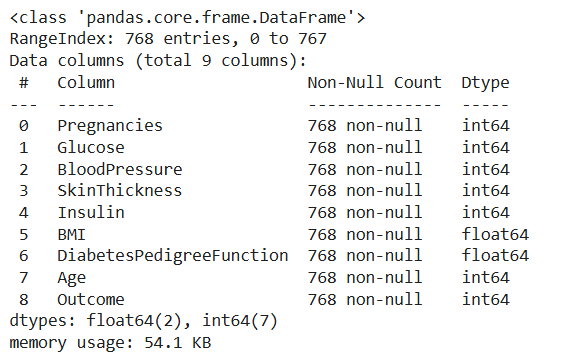 <class 'pandas.core.frame.DataFrame'>
RangeIndex: 768 entries, 0 to 767
Data columns (total 9 columns):
 #   Column                    Non-Null Count  Dtype
---  ------                    --------------  -----
 0   Pregnancies               768 non-null    int64
 1   Glucose                   768 non-null    int64
 2   BloodPressure             768 non-null    int64
 3   SkinThickness             768 non-null    int64
 4   Insulin                   768 non-null    int64
 5   BMI                       768 non-null    float64
 6   DiabetesPedigreeFunction  768 non-null    float64
 7   Age                       768 non-null    int64
 8   Outcome                   768 non-null    int64
dtypes: float64(2), int64(7)
memory usage: 54.1 KB